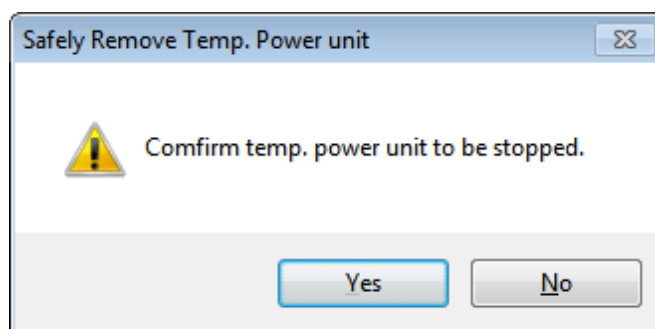 Safely Remove Temp. Power unit
Comfirm temp. power unit to be stopped.
Yes
No